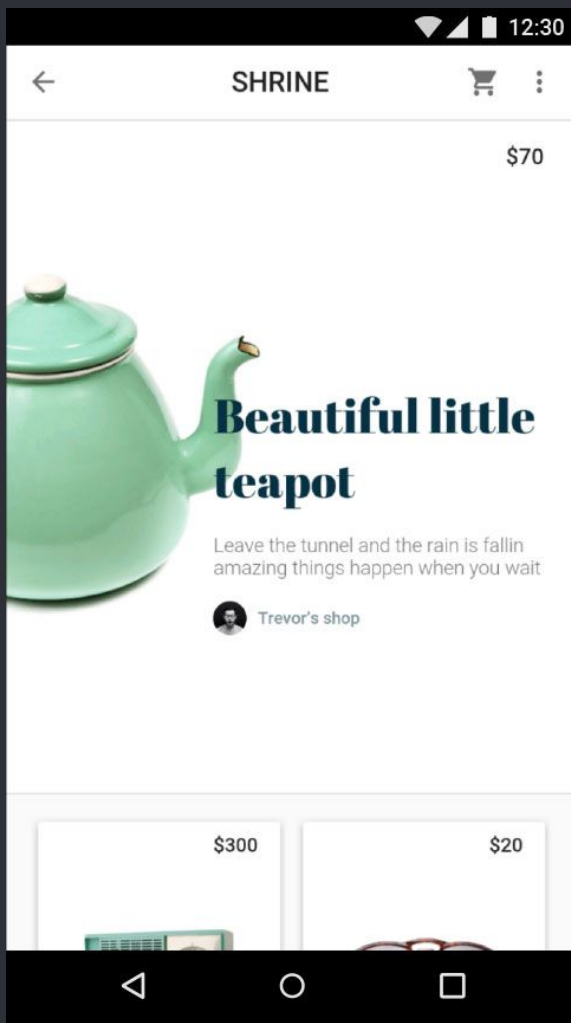 12:30
SHRINE
$70
Beautiful little
teapot
Leave the tunnel and the rain is fallin
amazing things happen when you wait
Trevor's shop
$300
$20